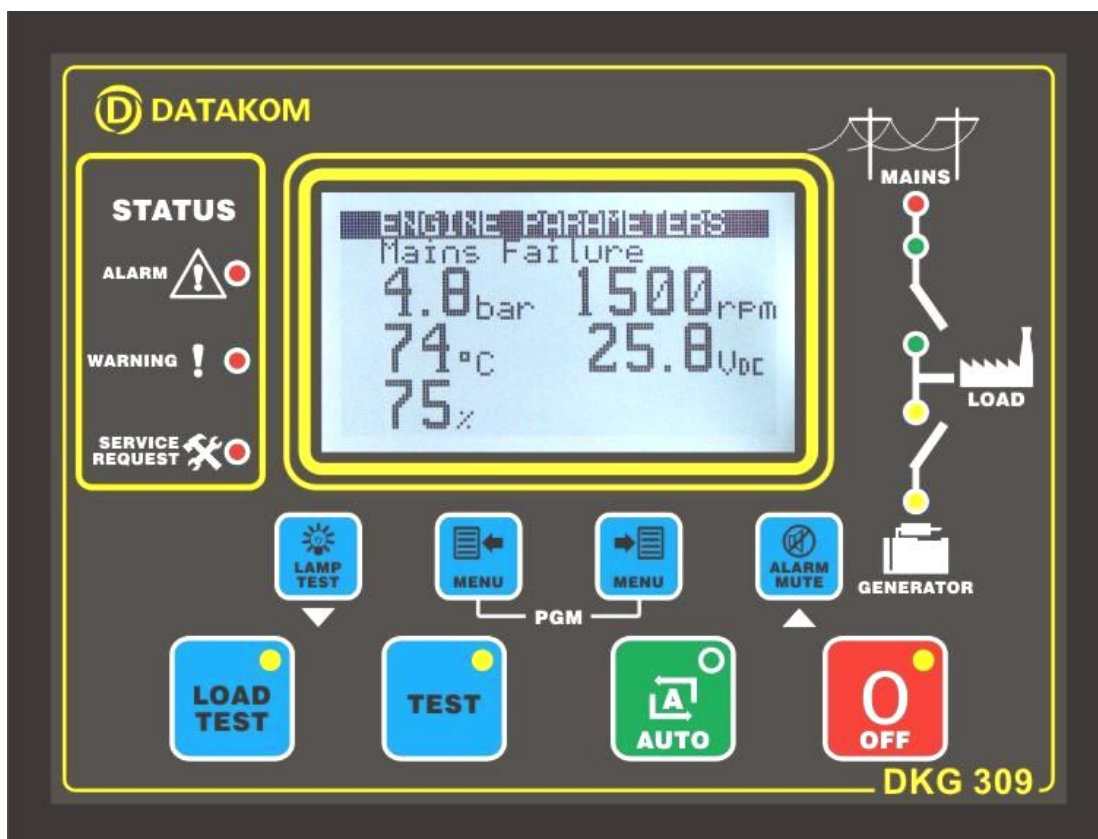 DATAKOM
STATUS
ALARM
WARNING
SERVICE
REQUEST
ENGINE PARAMETERS
Mains Failure
4.8bar 1500rpm
74°C 25.8VDC
75%
MAINS
LOAD
GENERATOR
LAMP
TEST
MENU
MENU
ALARM
MUTE
PGM
LOAD
TEST
TEST
A
AUTO
0
OFF
DKG 309